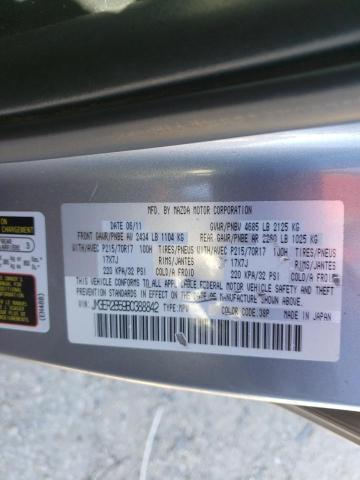 MFD. BY MAZDA MOTOR CORPORATION
DATE 06/11 GVWR/PNBV 4685 LB 2125 KG
FRONT GAWR/PNBE AV 2434 LB 1104 KG REAR GAWR/PNBE AR 2260 LB 1025 KG
WITH/AVEC P215/70R17 100H TIRES/PNEUS WITH/AVEC P215/70R17 100H TIRES/PNEUS
17X7J RIMS/JANTES 17X7J RIMS/JANTES
220 KPA/32 PSI COLD/A FROID 220 KPA/32 PSI COLD/A FROID
THIS VEHICLE CONFORMS TO ALL APPLICABLE FEDERAL MOTOR VEHICLE SAFETY AND THEFT
PREVENTION STANDARDS IN EFFECT ON THE DATE OF MANUFACTURE SHOWN ABOVE.
VIN: TYPE: MPV COLOR: 38P MADE IN JAPAN
(EH44B)